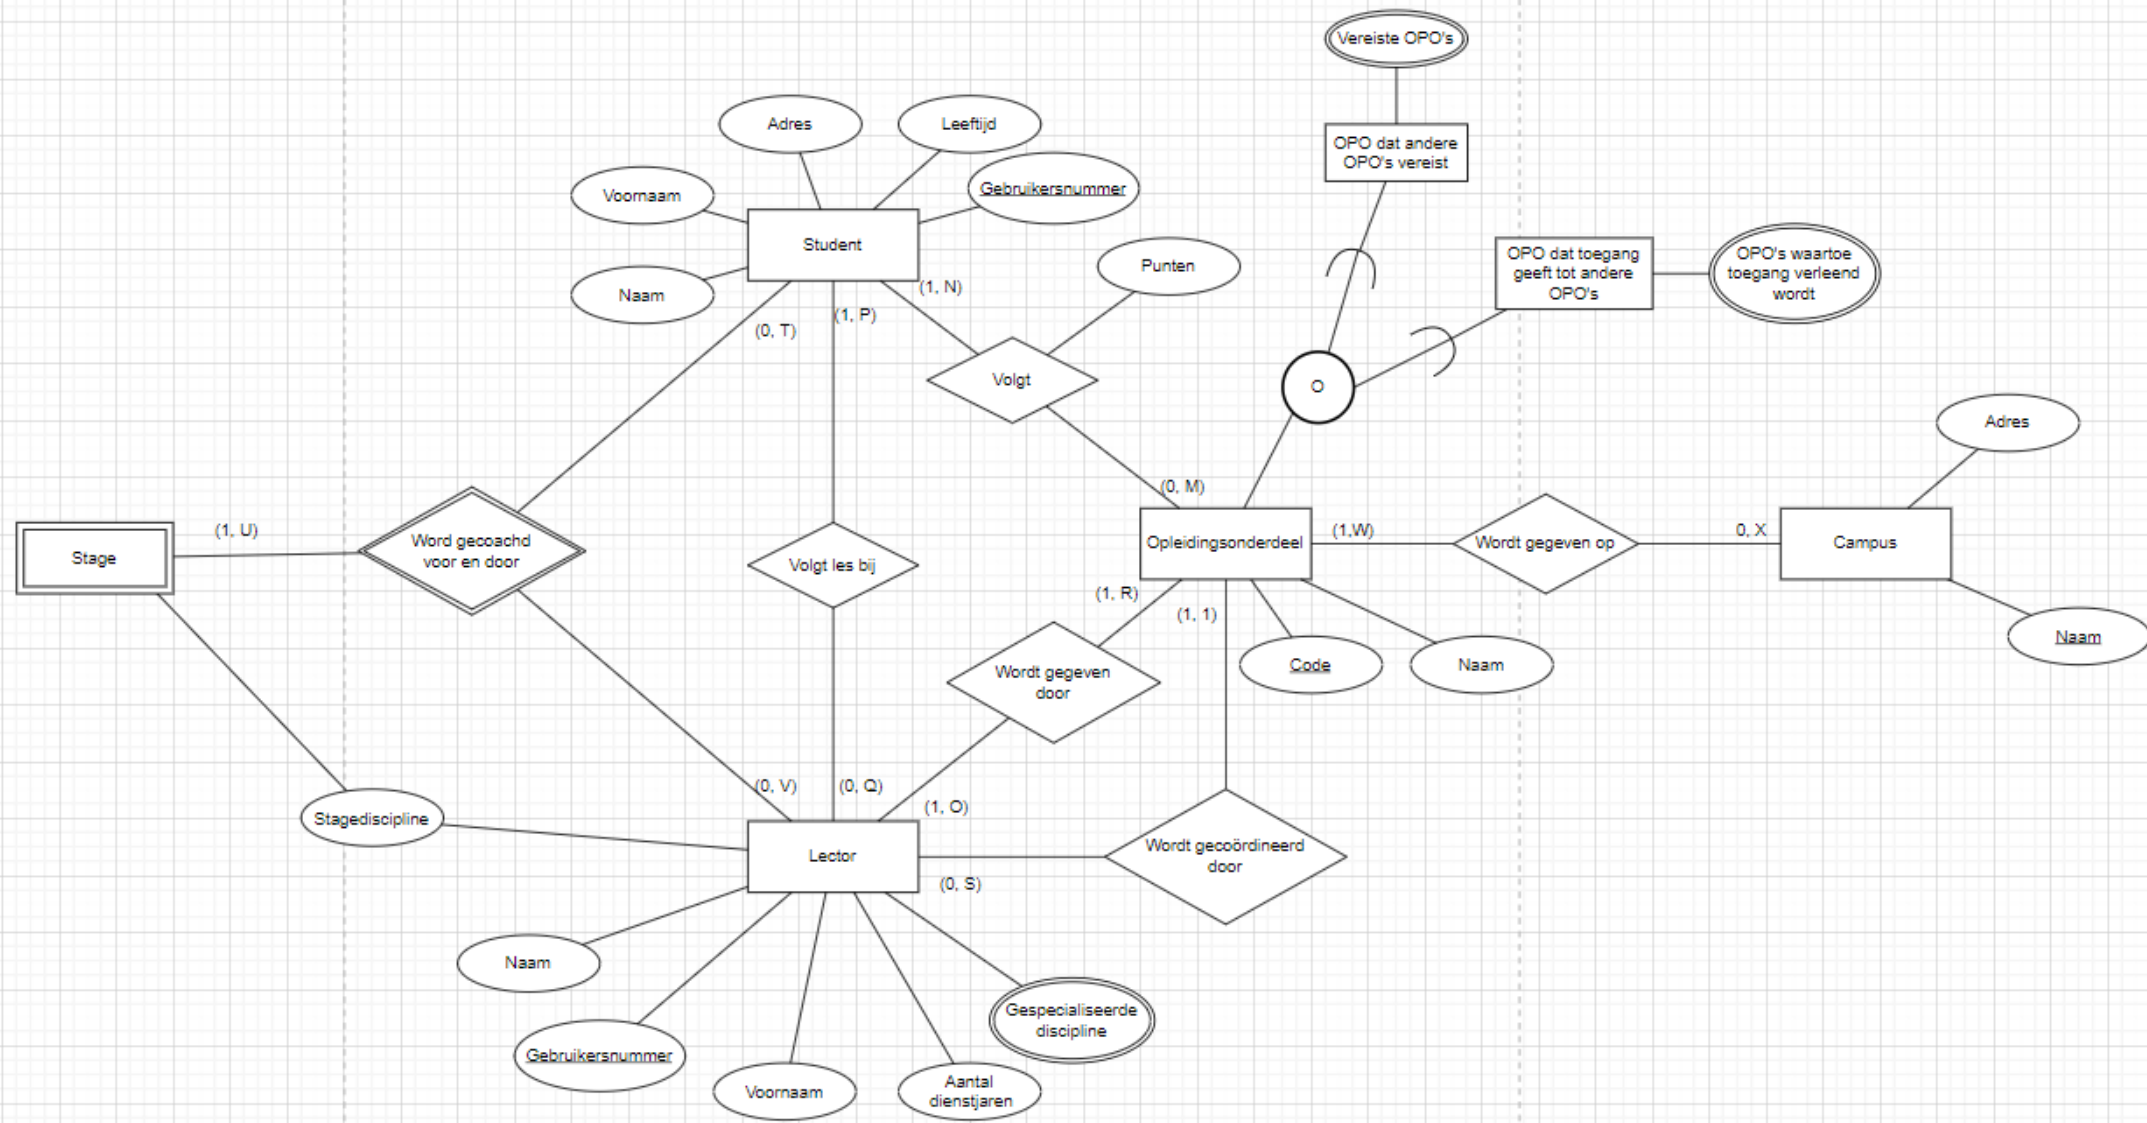 Vereiste OPO's
Adres
Leeftijd
OPO dat andere
OPO's vereist
Voornaam
Gebruikersnummer
Student
Punten
OPO dat toegang
geeft tot andere
OPO's
OPO's waartoe
toegang verleend
wordt
Naam
(1, N)
(0, T)
(1, P)
Volgt
O
Adres
(0, M)
Stage
(1, U)
Word gecoachd
voor en door
Volgt les bij
Opleidingsonderdeel
(1,W)
Wordt gegeven op
0, X
Campus
(1, R)
(1, 1)
Code
Naam
Naam
Wordt gegeven
door
(0, V)
(0, Q)
(1, O)
Stagediscipline
Lector
Wordt gecoördineerd
door
(0, S)
Naam
Gespecialiseerde
discipline
Gebruikersnummer
Voornaam
Aantal
dienstjaren